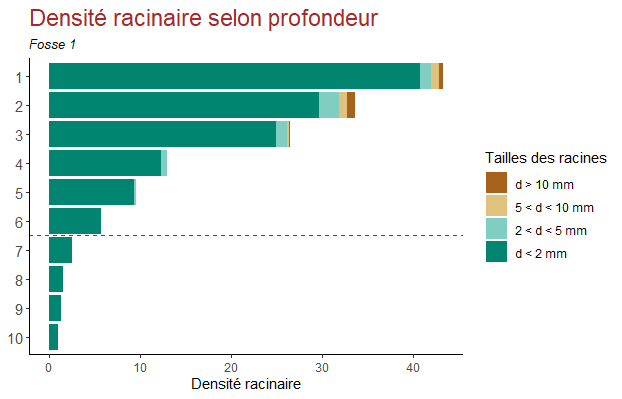 Densité racinaire selon profondeur
Fosse 1
1
2
3
4
5
6
7
8
9
10
0 10 20 30 40
Densité racinaire
Tailles des racines
d > 10 mm
5 < d < 10 mm
2 < d < 5 mm
d < 2 mm